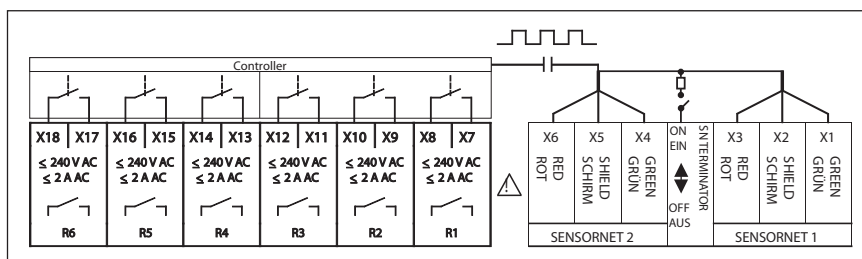 Controller
X18 X17 X16 X15 X14 X13 X12 X11 X10 X9 X8 X7
≤ 240 V AC ≤ 240 V AC ≤ 240 V AC ≤ 240 V AC ≤ 240 V AC ≤ 240 V AC
≤ 2 A AC ≤ 2 A AC ≤ 2 A AC ≤ 2 A AC ≤ 2 A AC ≤ 2 A AC
R6 R5 R4 R3 R2 R1
X6
RED
ROT
X5
SHIELD
SCHIRM
X4
GREEN
GRÜN
SENSORNET 2
ON
EIN
SN TERMINATOR
OFF
AUS
X3
RED
ROT
X2
SHIELD
SCHIRM
X1
GREEN
GRÜN
SENSORNET 1